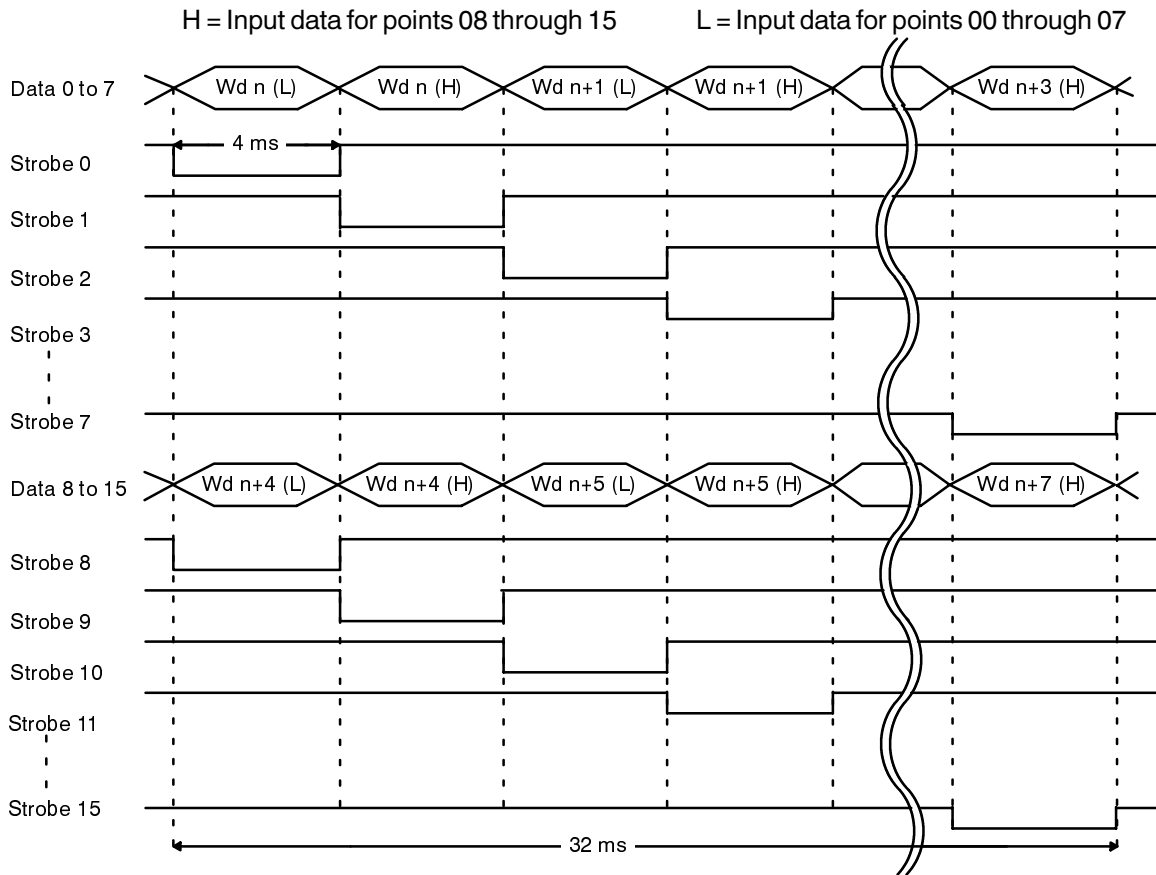 H = Input data for points 08 through 15 L = Input data for points 00 through 07
Data 0 to 7 Wd n (L) Wd n (H) Wd n+1 (L) Wd n+1 (H) Wd n+3 (H)
4 ms
Strobe 0
Strobe 1
Strobe 2
Strobe 3
Strobe 7
Data 8 to 15 Wd n+4 (L) Wd n+4 (H) Wd n+5 (L) Wd n+5 (H) Wd n+7 (H)
Strobe 8
Strobe 9
Strobe 10
Strobe 11
Strobe 15
32 ms